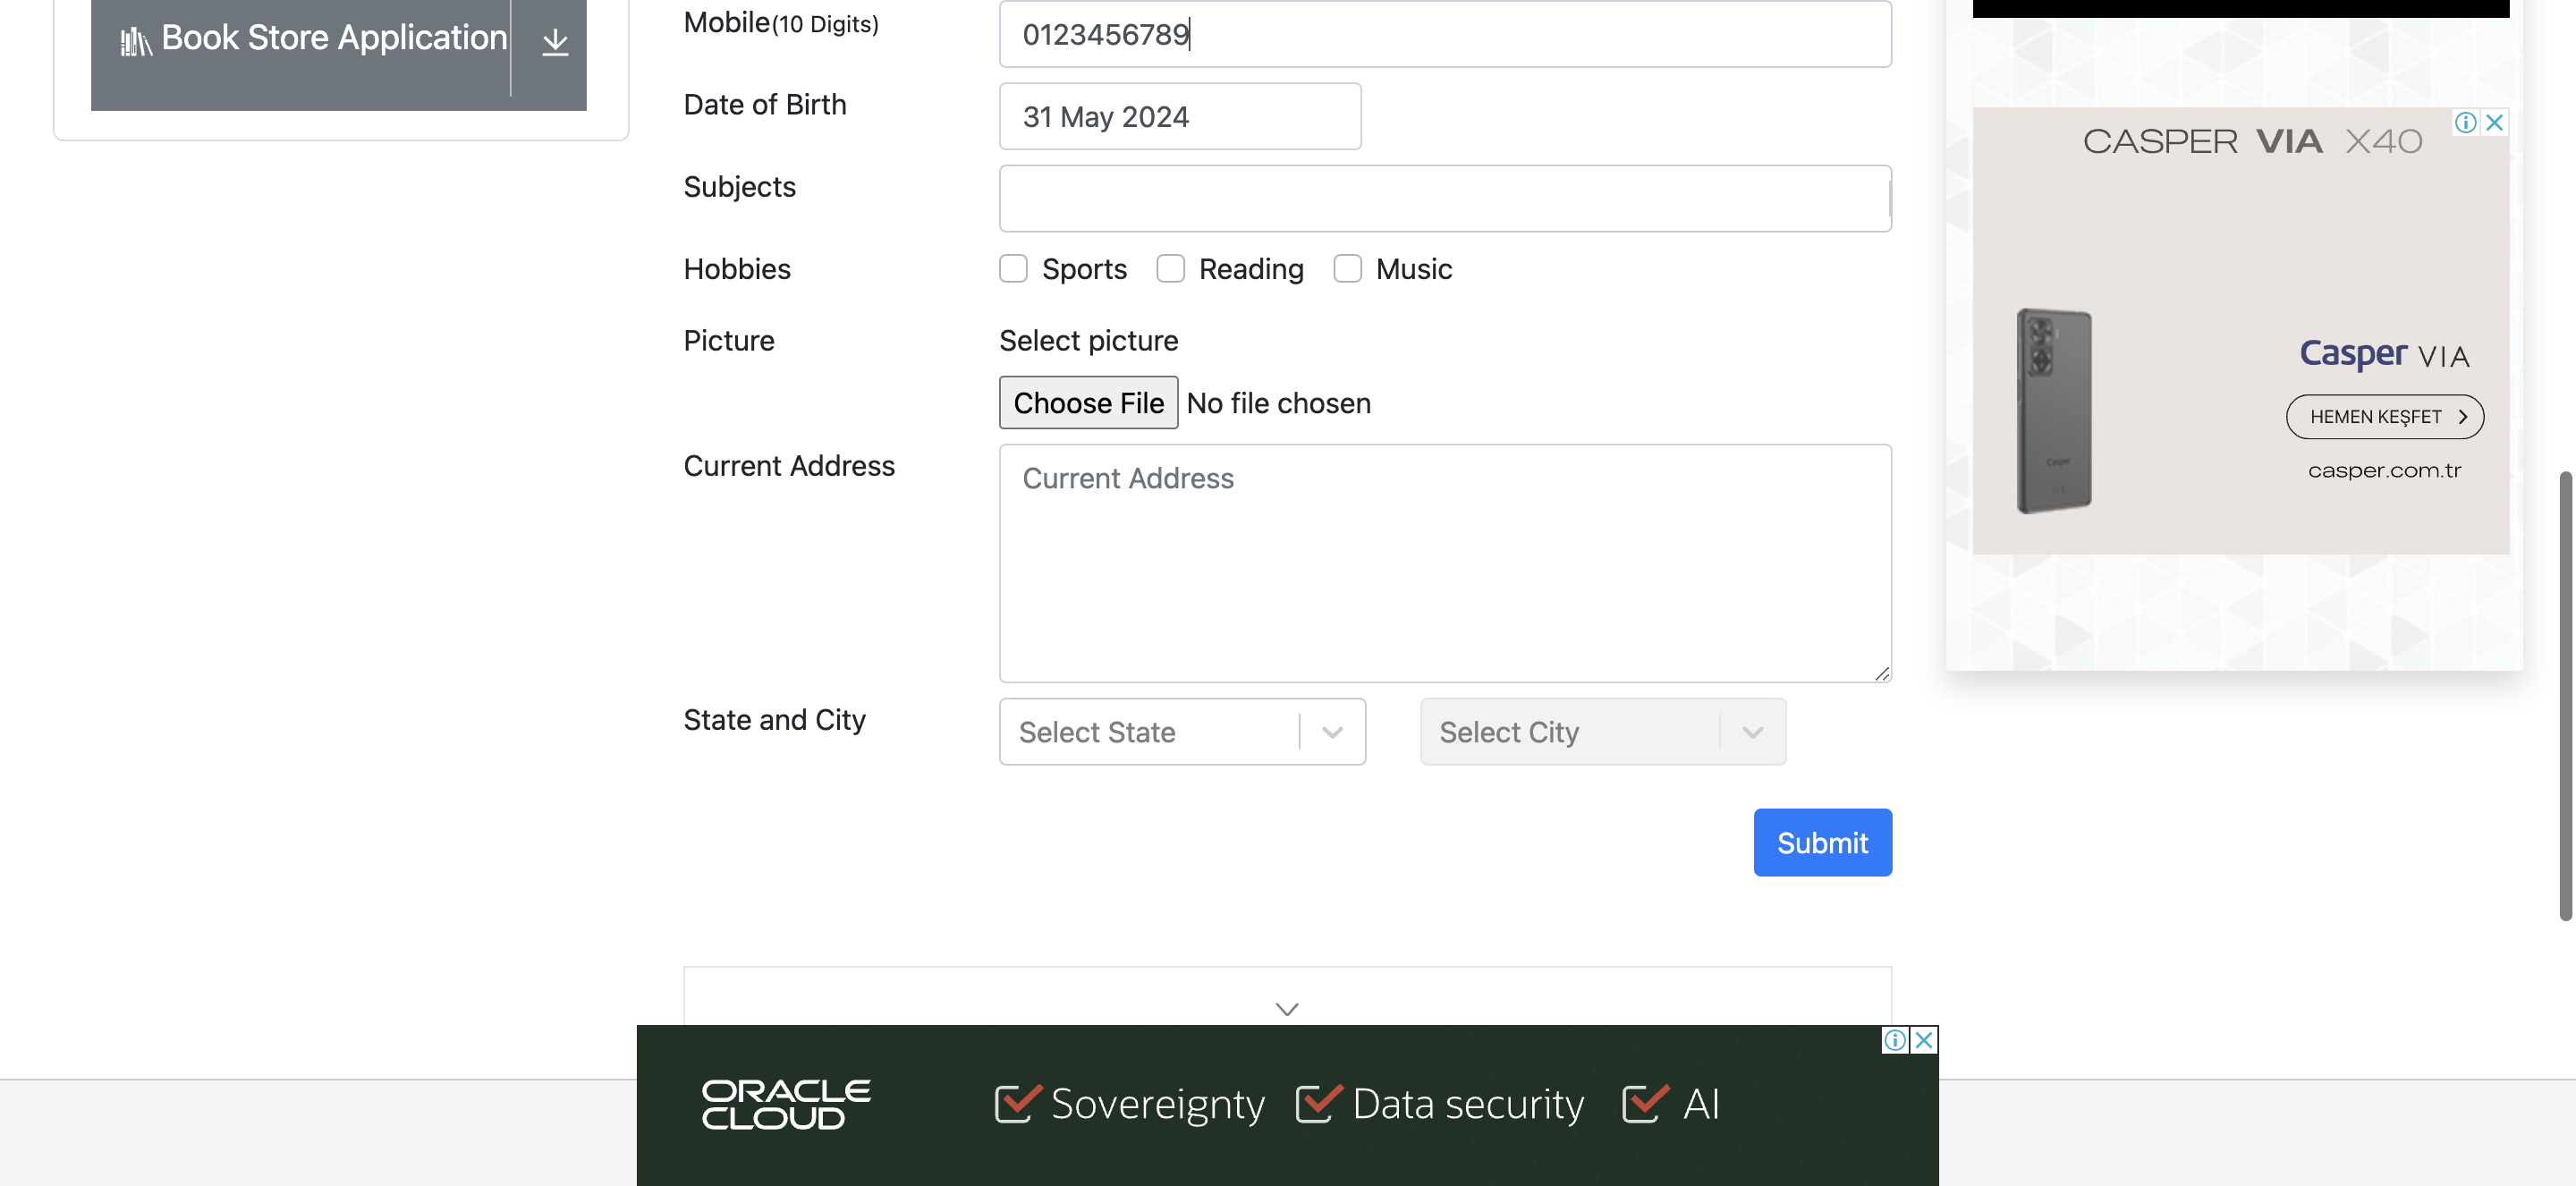 Book Store Application
Mobile(10 Digits)
0123456789
Date of Birth
31 May 2024
Subjects
Hobbies
Sports
Reading
Music
Picture
Select picture
Choose File No file chosen
Current Address
Current Address
State and City
Select State
Select City
Submit
CASPER VIA X40
Casper
Casper VIA
HEMEN KEŞFET
casper.com.tr
ORACLE
CLOUD
Sovereignty
Data security
AI